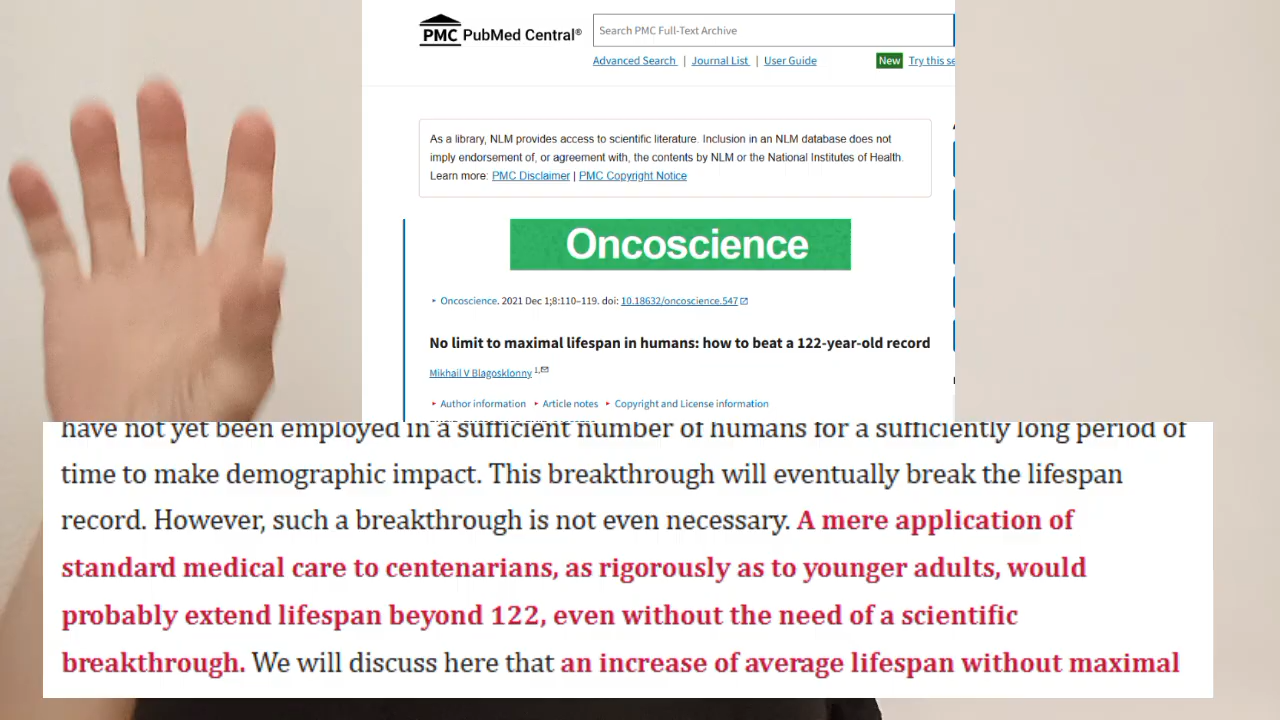 PMC PubMed Central®
Search PMC Full-Text Archive
Advanced Search | Journal List | User Guide
New Try this se
As a library, NLM provides access to scientific literature. Inclusion in an NLM database does not
imply endorsement of, or agreement with, the contents by NLM or the National Institutes of Health.
Learn more: PMC Disclaimer | PMC Copyright Notice
Oncoscience
Oncoscience. 2021 Dec 1;8:110–119. doi: 10.18632/oncoscience.547
No limit to maximal lifespan in humans: how to beat a 122-year-old record
Mikhail V Blagosklonny 1,
Author information Article notes Copyright and License information
have not yet been employed in a sufficient number of humans for a sufficiently long period of
time to make demographic impact. This breakthrough will eventually break the lifespan
record. However, such a breakthrough is not even necessary. A mere application of
standard medical care to centenarians, as rigorously as to younger adults, would
probably extend lifespan beyond 122, even without the need of a scientific
breakthrough. We will discuss here that an increase of average lifespan without maximal